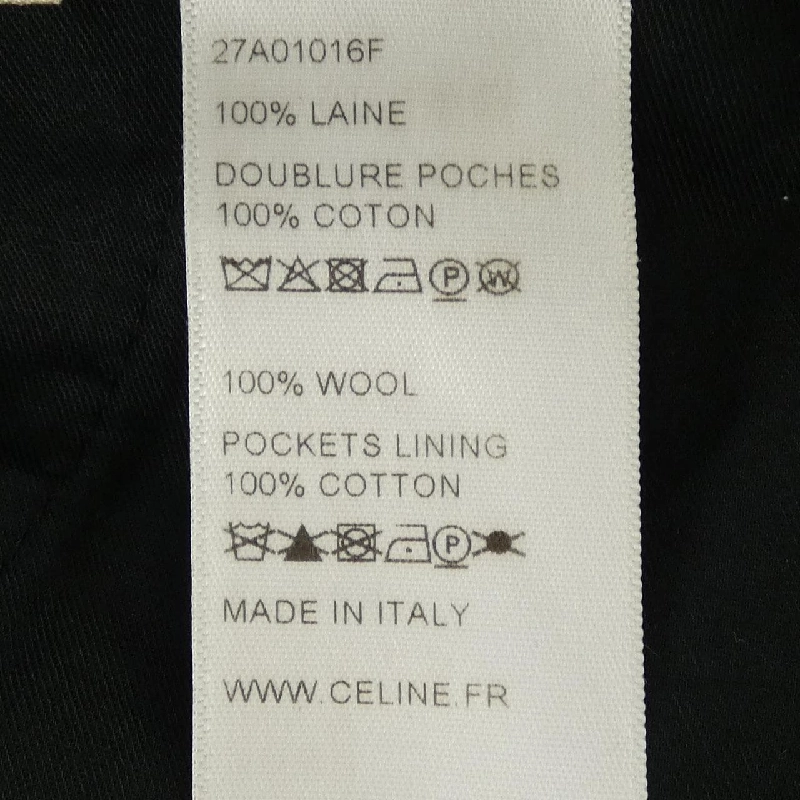 27A01016F
100% LAINE
DOUBLURE POCHES
100% COTON
P W
100% WOOL
POCKETS LINING
100% COTTON
P
MADE IN ITALY
WWW.CELINE.FR